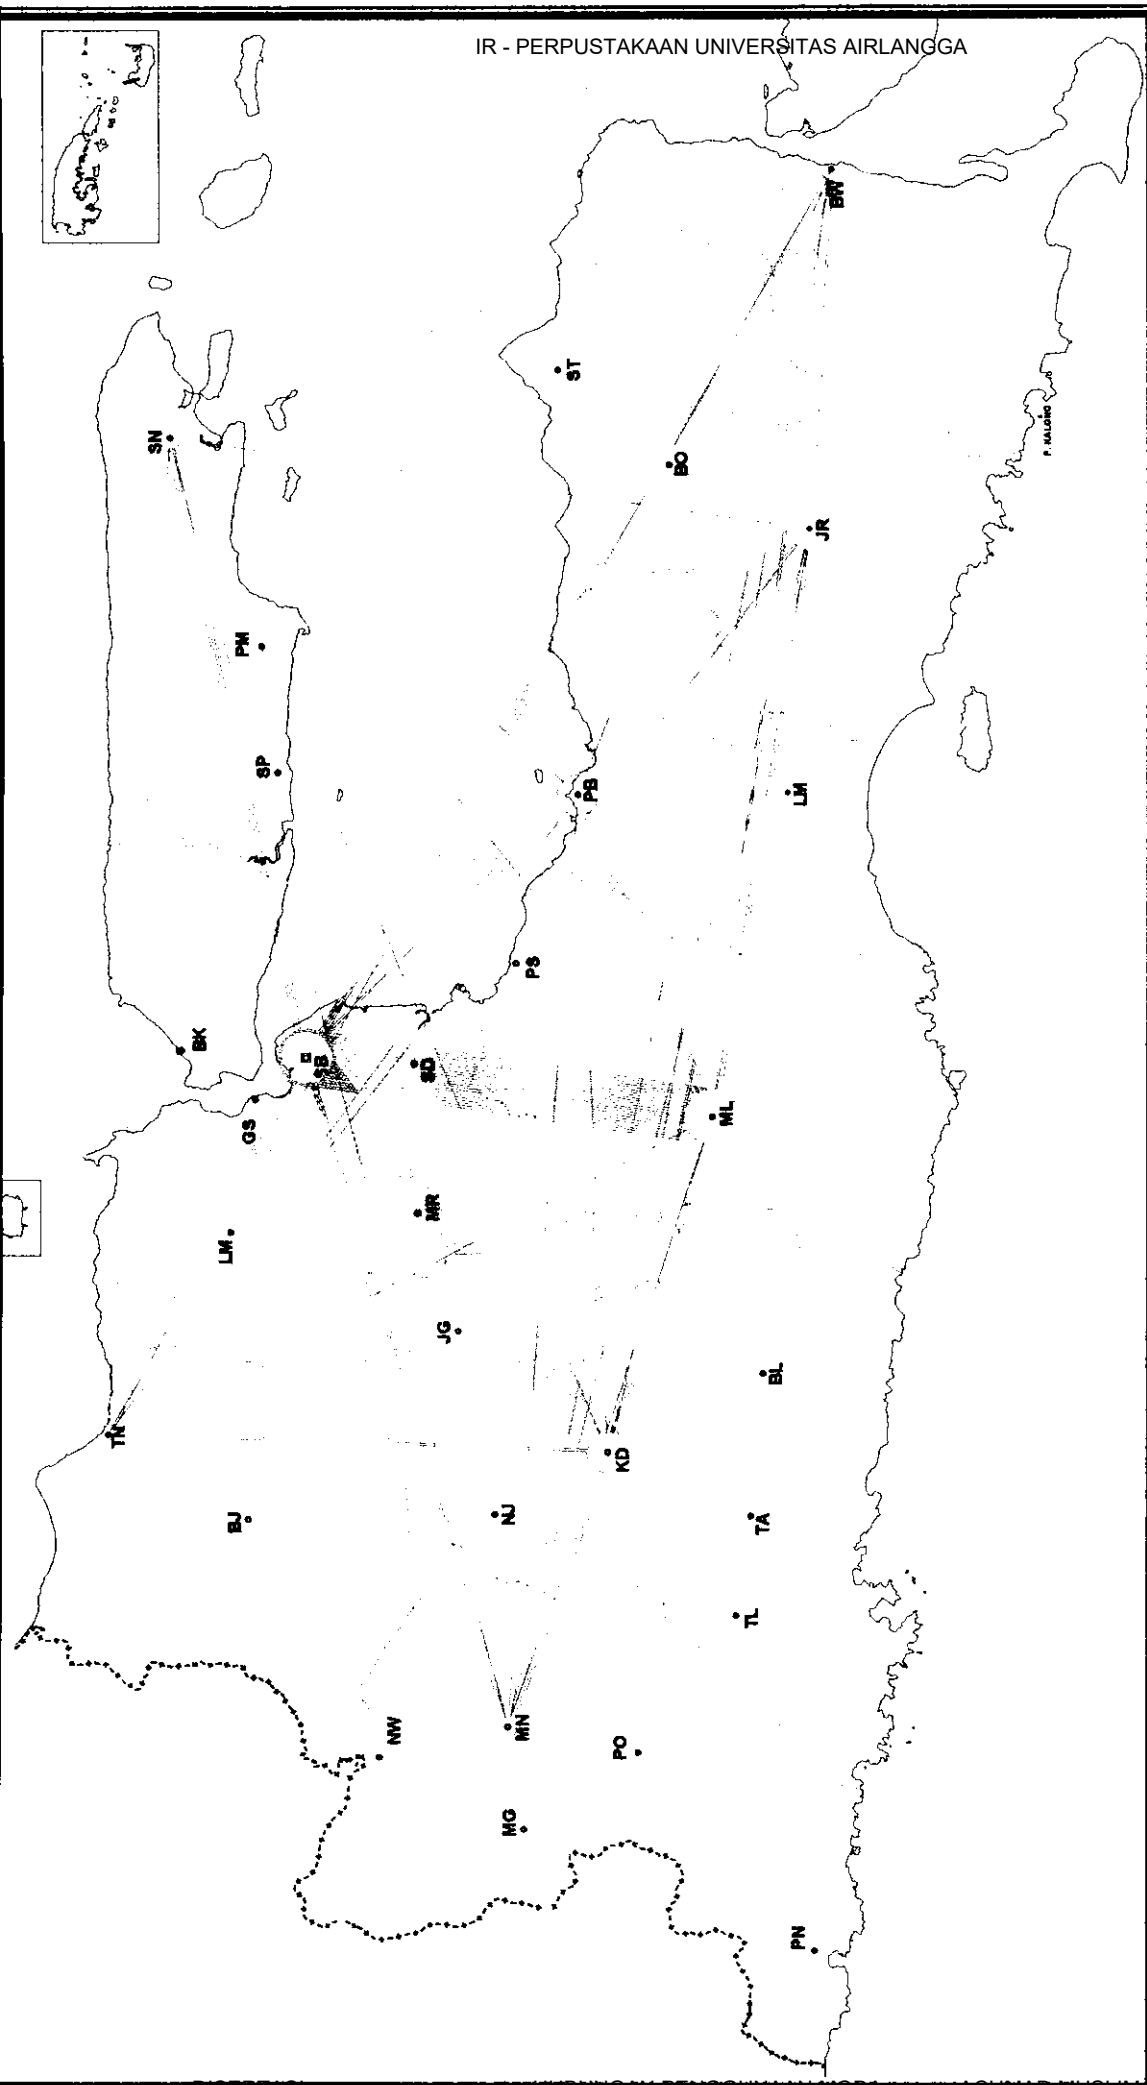 IR - PERPUSTAKAAN UNIVERSITAS AIRLANGGA
BW
ST
SN
BO
P. NALONG
JR
PM
SP
PB
LM
PS
BK
SB
SD
GS
ML
MR
LM
JG
BL
TN
KD
BJ
NJ
TA
TL
NW
MN
PO
MG
PN